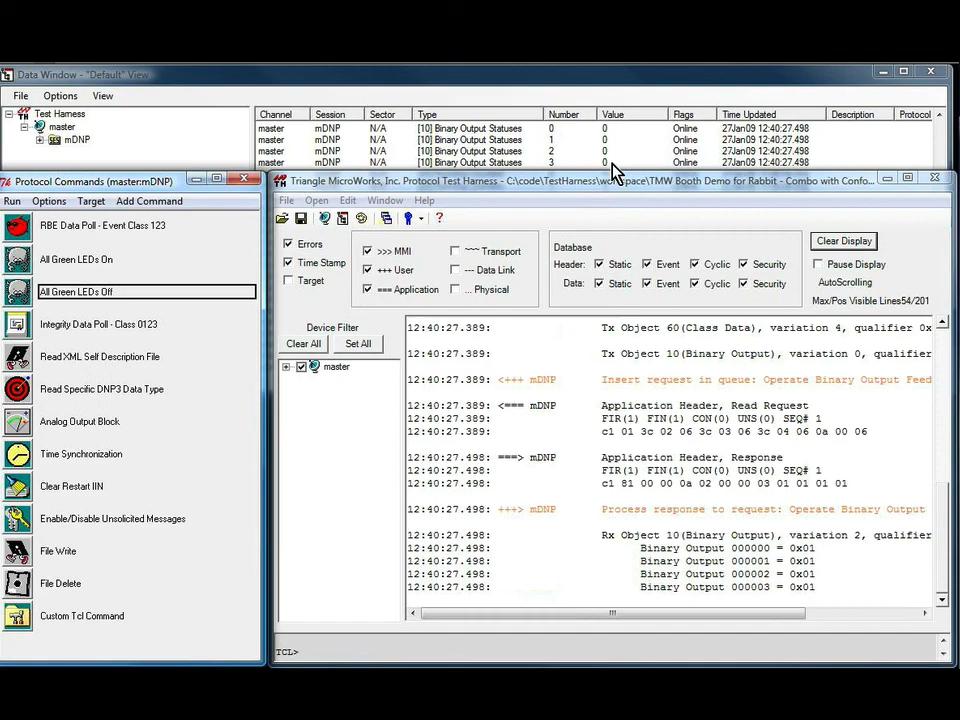 Data Window - "Default" View
File Options View
Test Harness
master
mDNP
Channel Session Sector Type Number Value Flags Time Updated Description Protocol
master mDNP N/A [10] Binary Output Statuses 0 0 Online 27Jan09 12:40:27.498
master mDNP N/A [10] Binary Output Statuses 1 0 Online 27Jan09 12:40:27.498
master mDNP N/A [10] Binary Output Statuses 2 0 Online 27Jan09 12:40:27.498
master mDNP N/A [10] Binary Output Statuses 3 0 Online 27Jan09 12:40:27.498
Protocol Commands (master:mDNP)
Run Options Target Add Command
RBE Data Poll - Event Class 123
All Green LEDs On
All Green LEDs Off
Integrity Data Poll - Class 0123
Read XML Self Description File
Read Specific DNP3 Data Type
Analog Output Block
Time Synchronization
Clear Restart IIN
Enable/Disable Unsolicited Messages
File Write
File Delete
Custom Tcl Command
Triangle MicroWorks, Inc. Protocol Test Harness - C:\code\TestHarness\workspace\TMW Booth Demo for Rabbit - Combo with Confo...
File Open Edit Window Help
Errors
Time Stamp
Target
>>> MMI ~~~ Transport
+++ User --- Data Link
=== Application ... Physical
Database
Header: Static Event Cyclic Security
Data: Static Event Cyclic Security
Clear Display
Pause Display
AutoScrolling
Max/Pos Visible Lines54/201
Device Filter
Clear All Set All
master
12:40:27.389: Tx Object 60(Class Data), variation 4, qualifier 0x
12:40:27.389: Tx Object 10(Binary Output), variation 0, qualifier
12:40:27.389: <+++ mDNP Insert request in queue: Operate Binary Output Feed
12:40:27.389: <=== mDNP Application Header, Read Request
12:40:27.389: FIR(1) FIN(1) CON(0) UNS(0) SEQ# 1
12:40:27.389: c1 01 3c 02 06 3c 03 06 3c 04 06 0a 00 06
12:40:27.498: ===> mDNP Application Header, Response
12:40:27.498: FIR(1) FIN(1) CON(0) UNS(0) SEQ# 1
12:40:27.498: c1 81 00 00 0a 02 00 00 03 01 01 01 01
12:40:27.498: +++> mDNP Process response to request: Operate Binary Output
12:40:27.498: Rx Object 10(Binary Output), variation 2, qualifier
12:40:27.498: Binary Output 000000 = 0x01
12:40:27.498: Binary Output 000001 = 0x01
12:40:27.498: Binary Output 000002 = 0x01
12:40:27.498: Binary Output 000003 = 0x01
TCL>